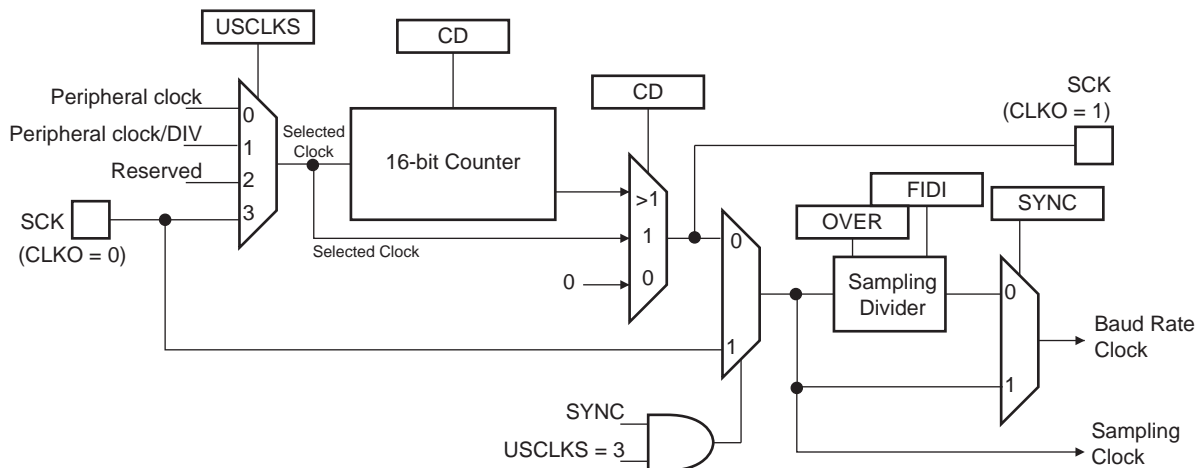 USCLKS
CD
CD
SCK
(CLKO = 1)
Peripheral clock
0
Peripheral clock/DIV
1
Reserved
2
3
SCK
(CLKO = 0)
Selected
Clock
16-bit Counter
Selected Clock
>1
1
0
0
0
1
FIDI
OVER
SYNC
Sampling
Divider
0
1
Baud Rate
Clock
SYNC
USCLKS = 3
Sampling
Clock